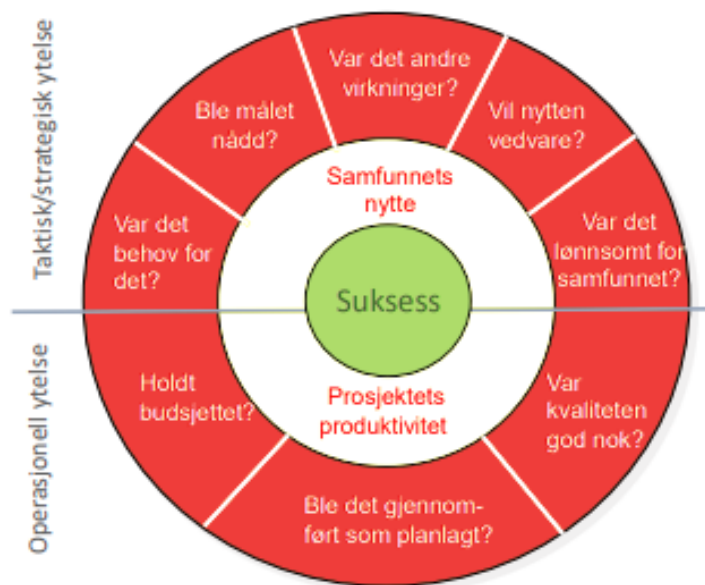 Taktisk/strategisk ytelse
Var det andre
virkninger?
Ble målet
nådd?
Vil nytten
vedvare?
Var det
behov for
det?
Samfunnets
nytte
Var det
lønnsomt for
samfunnet?
Suksess
Operasjonell ytelse
Holdt
budsjettet?
Prosjektets
produktivitet
Var
kvaliteten
god nok?
Ble det gjennom-
ført som planlagt?